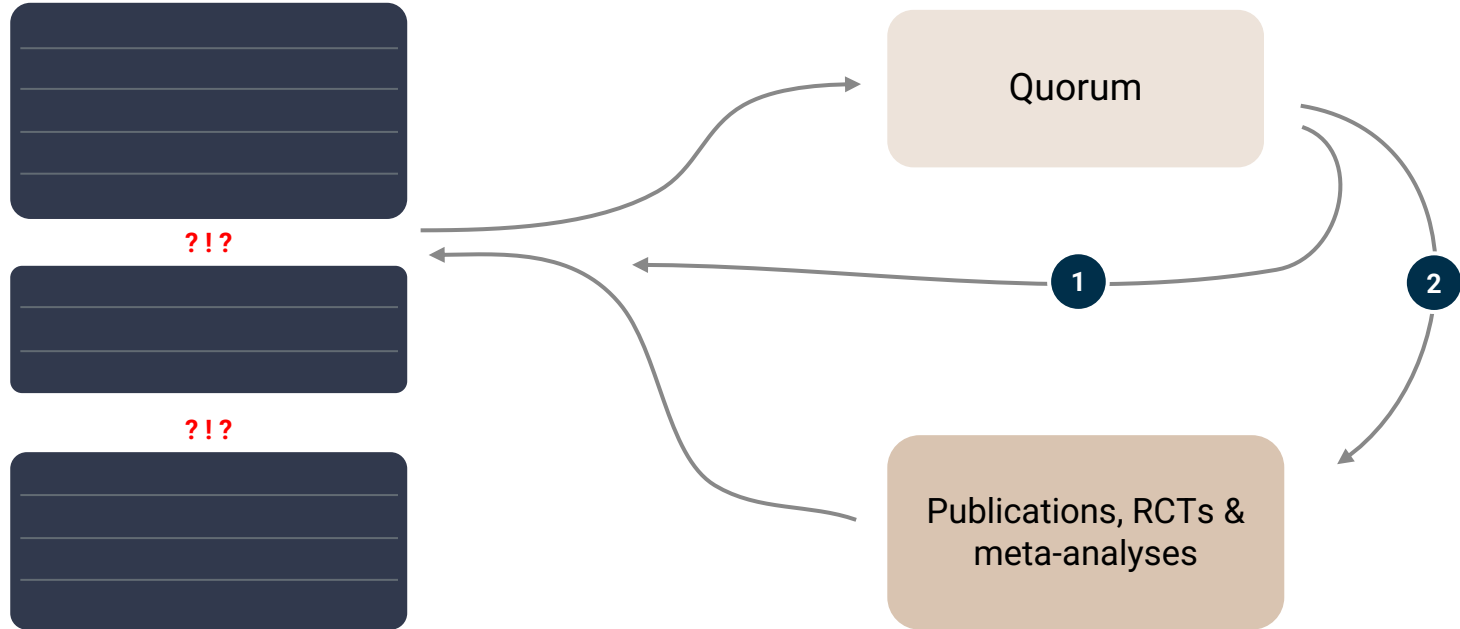 Quorum
?!?
1
2
?!?
Publications, RCTs &
meta-analyses